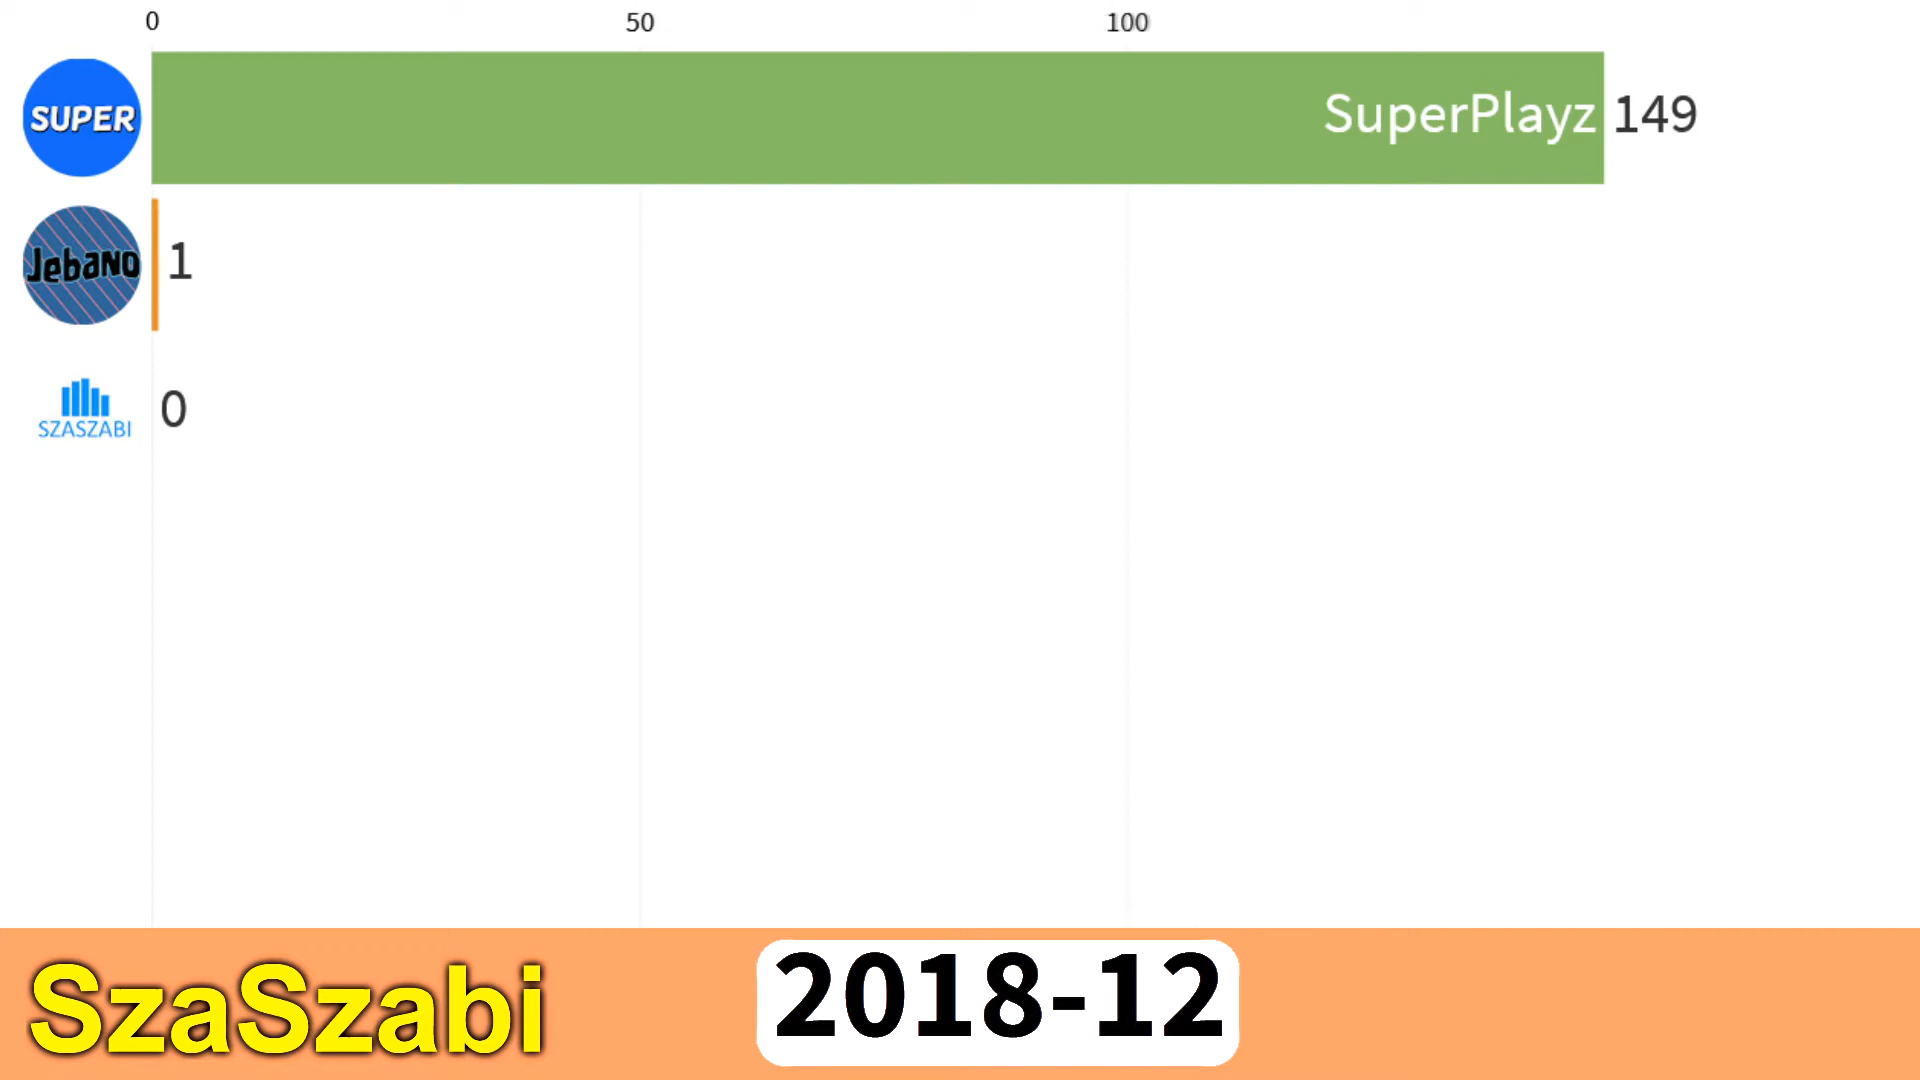 0 50 100
SUPER SuperPlayz 149
JebaNO 1
SZASZABI 0
SzaSzabi 2018-12